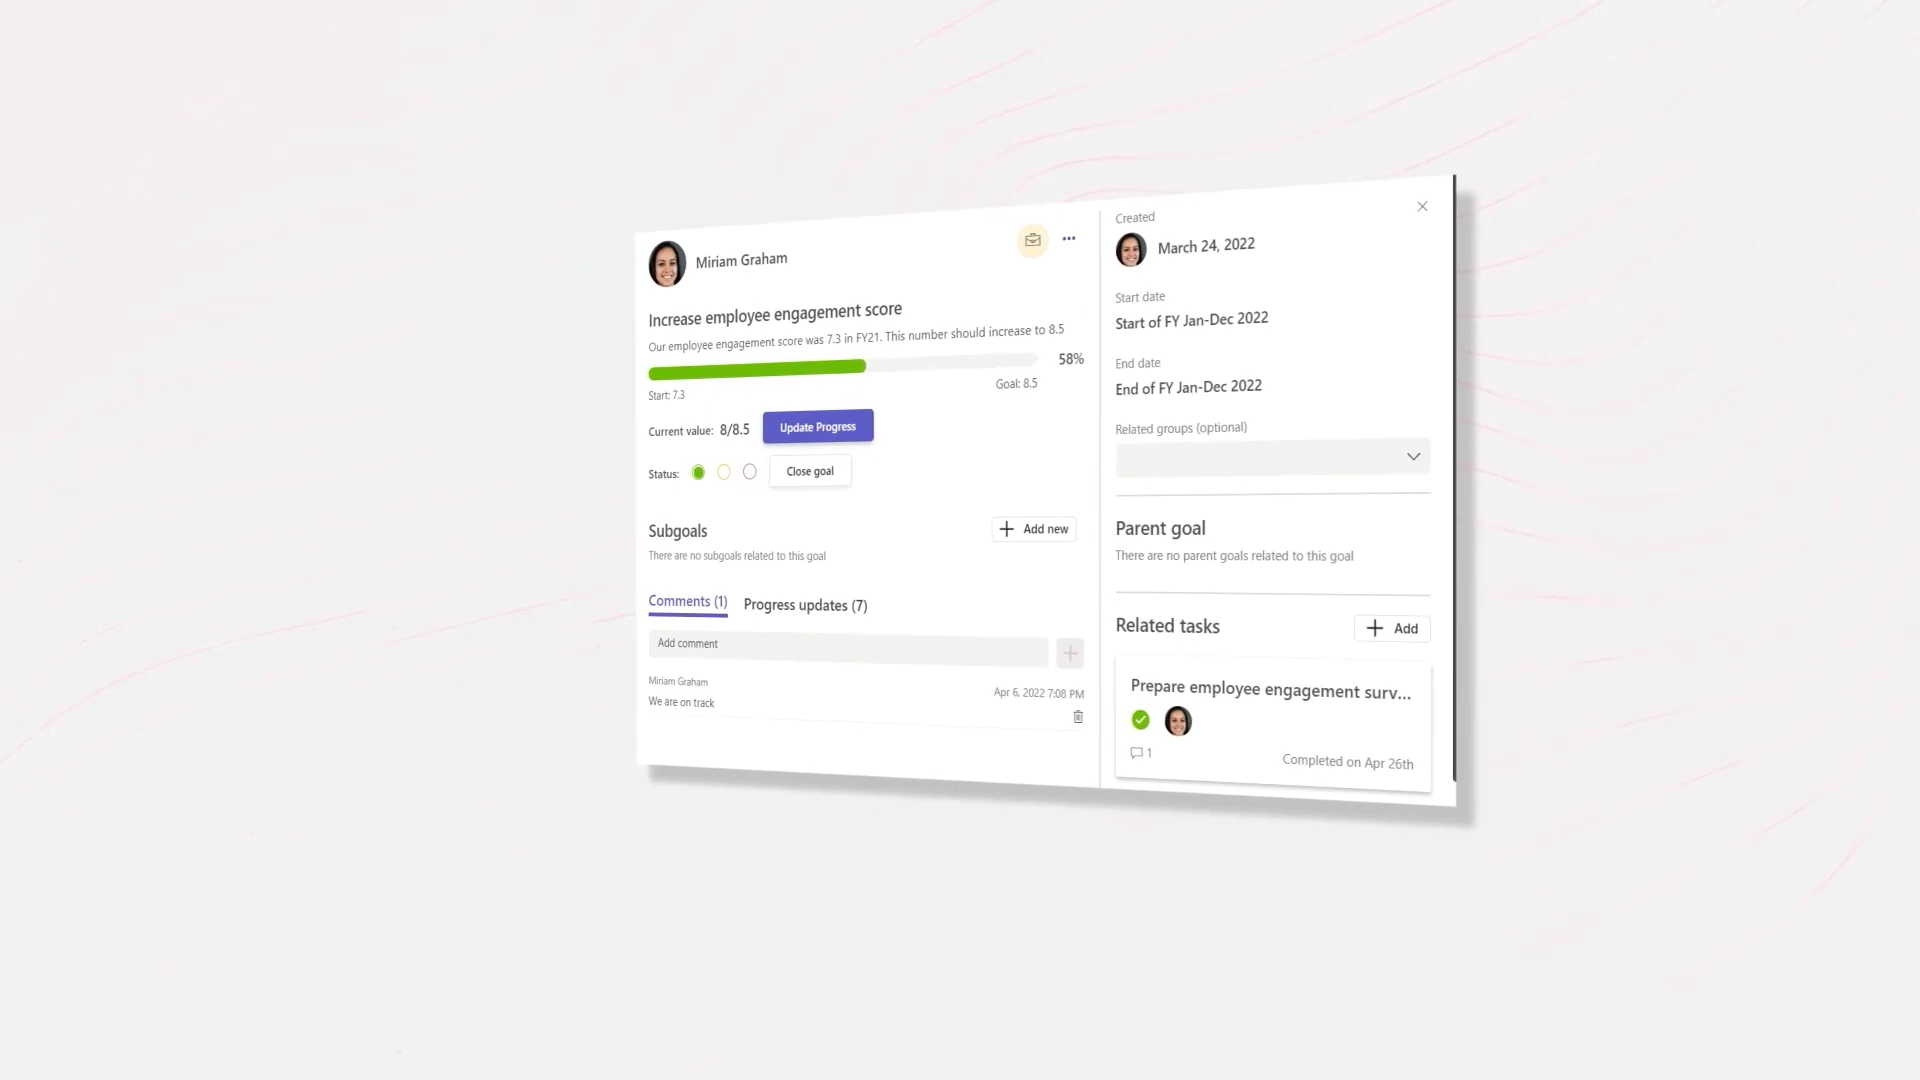 Miriam Graham
Increase employee engagement score
Our employee engagement score was 7.3 in FY21. This number should increase to 8.5
58%
Start: 7.3
Goal: 8.5
Current value: 8/8.5
Update Progress
Status:
Close goal
Subgoals
Add new
There are no subgoals related to this goal
Comments (1)
Progress updates (7)
Add comment
Miriam Graham
Apr 6, 2022 7:08 PM
We are on track
Created
March 24, 2022
Start date
Start of FY Jan-Dec 2022
End date
End of FY Jan-Dec 2022
Related groups (optional)
Parent goal
There are no parent goals related to this goal
Related tasks
Add
Prepare employee engagement surv...
1
Completed on Apr 26th